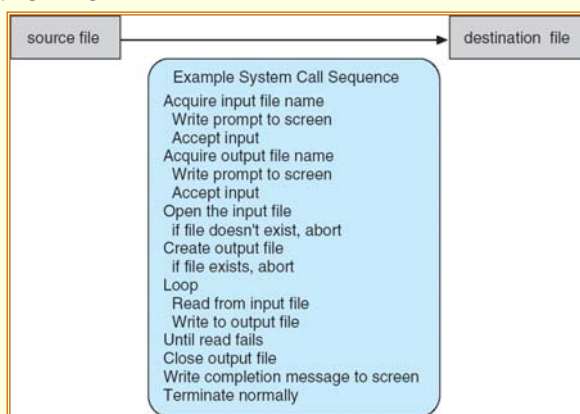 source file
destination file
Example System Call Sequence
Acquire input file name
Write prompt to screen
Accept input
Acquire output file name
Write prompt to screen
Accept input
Open the input file
if file doesn't exist, abort
Create output file
if file exists, abort
Loop
Read from input file
Write to output file
Until read fails
Close output file
Write completion message to screen
Terminate normally